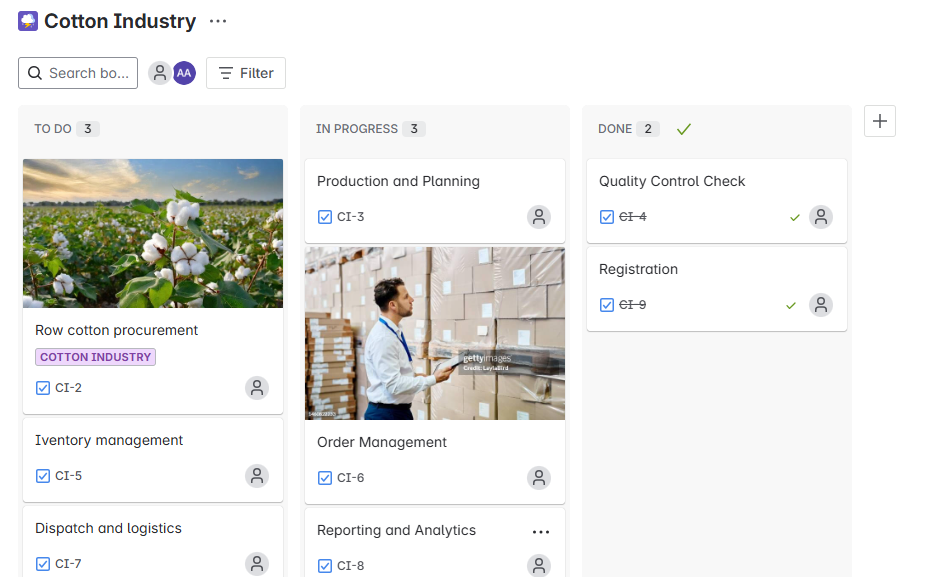 Cotton Industry
Search bo...
AA
Filter
TO DO 3
Row cotton procurement
COTTON INDUSTRY
CI-2
Iventory management
CI-5
Dispatch and logistics
CI-7
IN PROGRESS 3
Production and Planning
CI-3
gettyimages
Credit: LeylaBird
Order Management
CI-6
Reporting and Analytics
CI-8
DONE 2
Quality Control Check
CI-4
Registration
CI-9